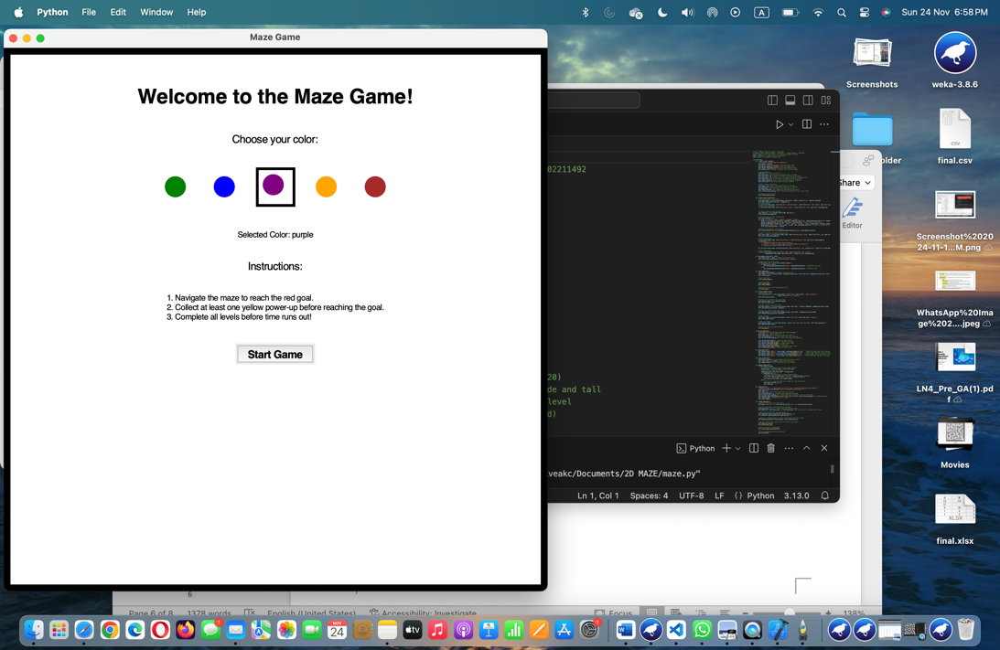 Python File Edit Window Help
A Sun 24 Nov 6:58 PM
Maze Game
Welcome to the Maze Game!
Choose your color:
Selected Color: purple
Instructions:
1. Navigate the maze to reach the red goal.
2. Collect at least one yellow power-up before reaching the goal.
3. Complete all levels before time runs out!
Start Game
02211492
20)
de and tall
level
d)
Python
iveakc/Documents/2D MAZE/maze.py"
Ln 1, Col 1 Spaces: 4 UTF-8 LF {} Python 3.13.0
Share
Editor
Page 6 of 8 1378 words English (United States) Accessibility: Investigate Focus 138%
Screenshots
weka-3.8.6
older
CSV
final.csv
Screenshot%2020
24-11-1...M.png
WhatsApp%20Ima
ge%202....jpeg
LN4_Pre_GA(1).pd
f
Movies
XLSX
final.xlsx
NOV
24
tv